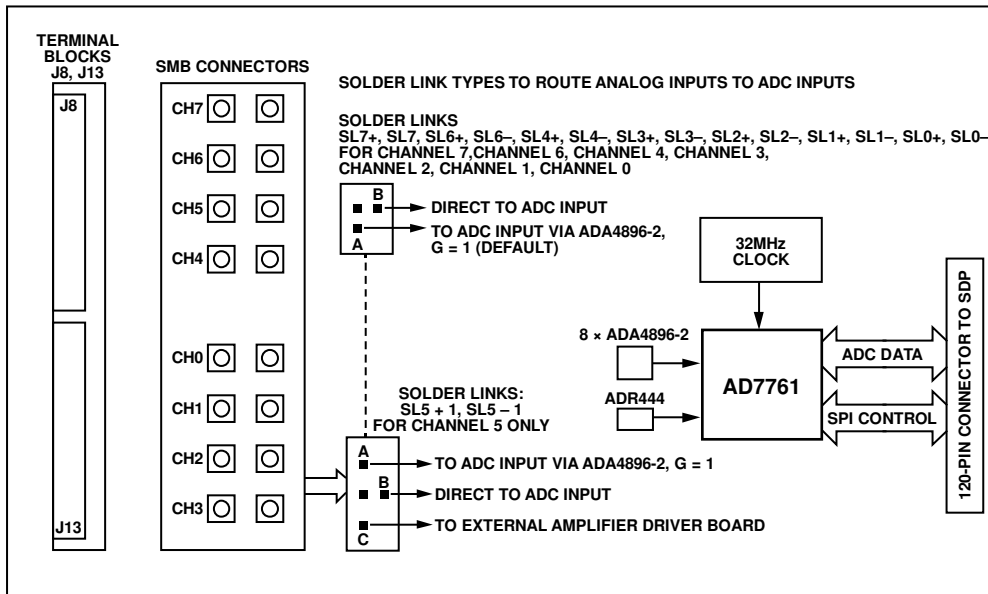 TERMINAL
BLOCKS
J8, J13
J8
J13
SMB CONNECTORS
CH7
CH6
CH5
CH4
CH0
CH1
CH2
CH3
SOLDER LINK TYPES TO ROUTE ANALOG INPUTS TO ADC INPUTS
SOLDER LINKS
SL7+, SL7, SL6+, SL6–, SL4+, SL4–, SL3+, SL3–, SL2+, SL2–, SL1+, SL1–, SL0+, SL0–
FOR CHANNEL 7,CHANNEL 6, CHANNEL 4, CHANNEL 3,
CHANNEL 2, CHANNEL 1, CHANNEL 0
B
DIRECT TO ADC INPUT
TO ADC INPUT VIA ADA4896-2,
G = 1 (DEFAULT)
A
SOLDER LINKS:
SL5 + 1, SL5 – 1
FOR CHANNEL 5 ONLY
A
TO ADC INPUT VIA ADA4896-2, G = 1
B
DIRECT TO ADC INPUT
TO EXTERNAL AMPLIFIER DRIVER BOARD
C
32MHz
CLOCK
8 × ADA4896-2
ADR444
AD7761
ADC DATA
SPI CONTROL
120-PIN CONNECTOR TO SDP